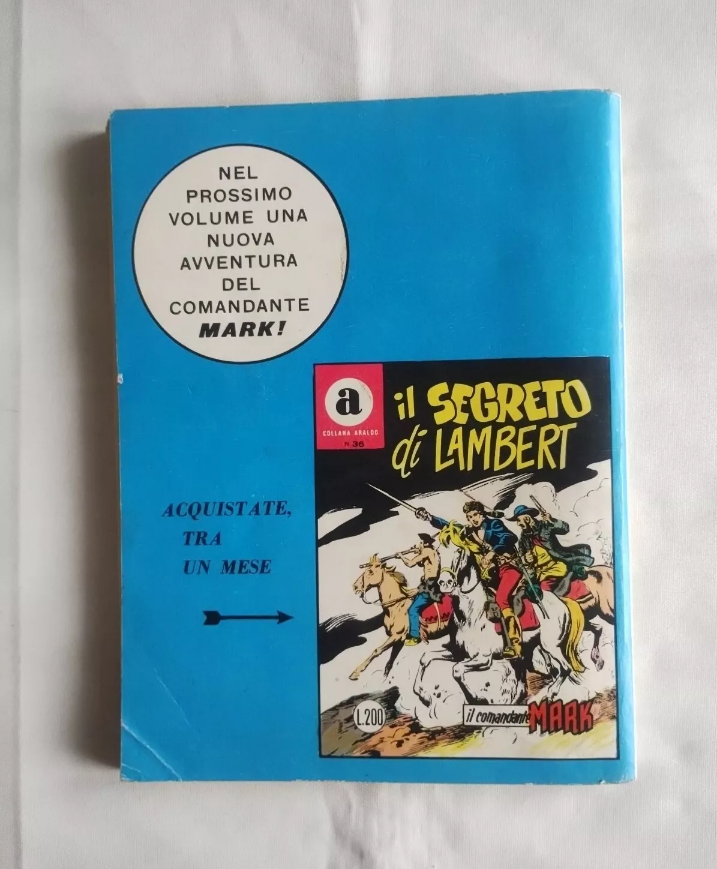 NEL
PROSSIMO
VOLUME UNA
NUOVA
AVVENTURA
DEL
COMANDANTE
MARK!
a
COLLANA ARALDO
N. 36
il SEGRETO
di LAMBERT
ACQUISTATE,
TRA
UN MESE
L.200
il comandante MARK